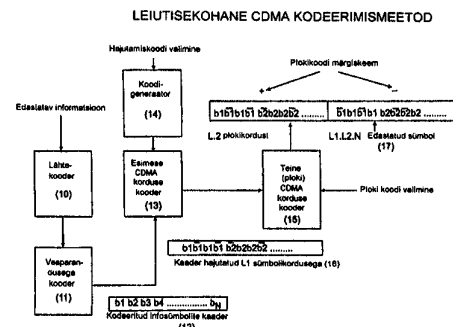 LEIUTISEKOHANE CDMA KODEERIMISMEETOD
Hajutamiskoodi valimine
Plokikoodi märgiskeem
+
−
Koodi-
generaator
(14)
Edastatav informatsioon
b1b1b1b1 b2b2b2b2 .........
b1b1b1b1 b2b2b2b2 .........
L.2 plokikordust
L1.L2.N Edastatud sümbol
(17)
Lähte-
kooder
(10)
Esimese
CDMA
korduse
kooder
(13)
Teine
(ploki)
CDMA
korduse
kooder
(15)
Ploki koodi valimine
Veaparan-
dusega
kooder
(11)
b1b1b1b1 b2b2b2b2 .........
Kaader hajutatud L1 sümbolikordusega (16)
b1 b2 b3 b4 ................ bN
Kodeeritud infosümbolite kaader
(12)